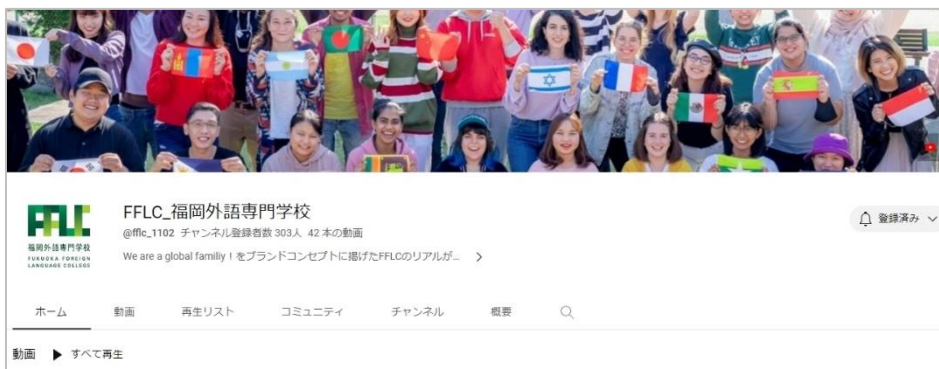 FFLC
福岡外語専門学校
FUKUOKA FOREIGN
LANGUAGE COLLEGE
FFLC_福岡外語専門学校
@fflc_1102 チャンネル登録者数 303人 42 本の動画
We are a global familiy ! をブランドコンセプトに掲げたFFLCのリアルが...
登録済み
ホーム 動画 再生リスト コミュニティ チャンネル 概要
動画 ▶ すべて再生